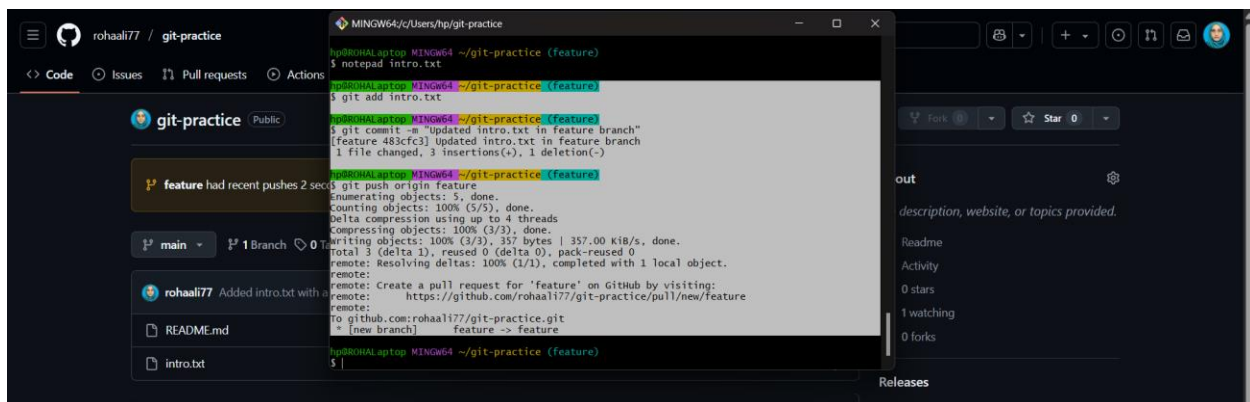 rohaali77 / git-practice
<> Code
Issues
Pull requests
Actions
git-practice Public
feature had recent pushes 2 seco
main
1 Branch
0 Ta
rohaali77 Added intro.txt with a
README.md
intro.txt
MINGW64:/c/Users/hp/git-practice
hp@ROHALaptop MINGW64 ~/git-practice (feature)
$ notepad intro.txt
hp@ROHALaptop MINGW64 ~/git-practice (feature)
$ git add intro.txt
hp@ROHALaptop MINGW64 ~/git-practice (feature)
$ git commit -m "Updated intro.txt in feature branch"
[feature 483cfc3] Updated intro.txt in feature branch
1 file changed, 3 insertions(+), 1 deletion(-)
hp@ROHALaptop MINGW64 ~/git-practice (feature)
$ git push origin feature
Enumerating objects: 5, done.
Counting objects: 100% (5/5), done.
Delta compression using up to 4 threads
Compressing objects: 100% (3/3), done.
Writing objects: 100% (3/3), 357 bytes | 357.00 KiB/s, done.
Total 3 (delta 1), reused 0 (delta 0), pack-reused 0
remote: Resolving deltas: 100% (1/1), completed with 1 local object.
remote:
remote: Create a pull request for 'feature' on GitHub by visiting:
remote: https://github.com/rohaali77/git-practice/pull/new/feature
remote:
To github.com:rohaali77/git-practice.git
* [new branch] feature -> feature
hp@ROHALaptop MINGW64 ~/git-practice (feature)
$
Fork 0
Star 0
out
description, website, or topics provided.
Readme
Activity
0 stars
1 watching
0 forks
Releases